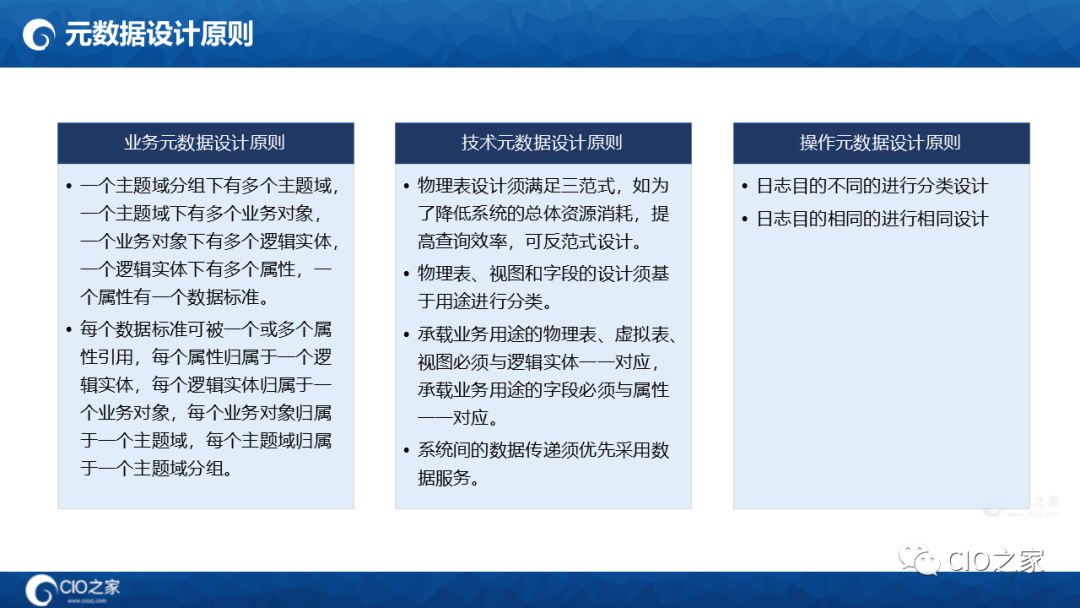 元数据设计原则
业务元数据设计原则
• 一个主题域分组下有多个主题域,
一个主题域下有多个业务对象,
一个业务对象下有多个逻辑实体,
一个逻辑实体下有多个属性,一
个属性有一个数据标准。
• 每个数据标准可被一个或多个属
性引用,每个属性归属于一个逻
辑实体,每个逻辑实体归属于一
个业务对象,每个业务对象归属
于一个主题域,每个主题域归属
于一个主题域分组。
技术元数据设计原则
• 物理表设计须满足三范式,如为
了降低系统的总体资源消耗,提
高查询效率,可反范式设计。
• 物理表、视图和字段的设计须基
于用途进行分类。
• 承载业务用途的物理表、虚拟表、
视图必须与逻辑实体一一对应,
承载业务用途的字段必须与属性
一一对应。
• 系统间的数据传递须优先采用数
据服务。
操作元数据设计原则
• 日志目的不同的进行分类设计
• 日志目的相同的进行相同设计
CIO之家
CIO之家
www.ciozj.com